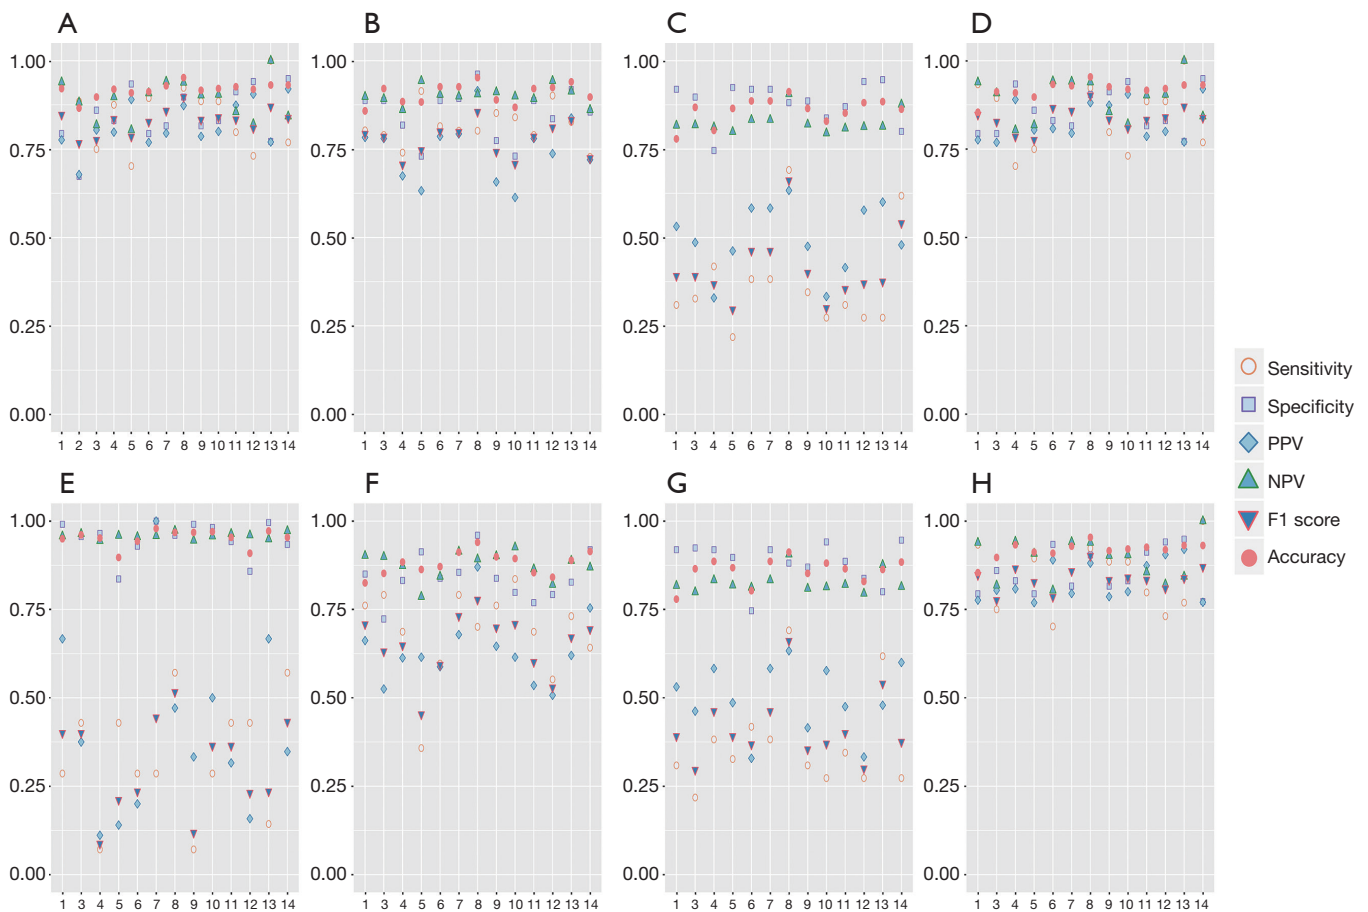 A B C D
1.00 1.00 1.00 1.00
0.75 0.75 0.75 0.75
0.50 0.50 0.50 0.50
0.25 0.25 0.25 0.25
0.00 0.00 0.00 0.00
1 2 3 4 5 6 7 8 9 10 11 12 13 14 1 3 4 5 6 7 8 9 10 11 12 13 14 1 3 4 5 6 7 8 9 10 11 12 13 14 1 3 4 5 6 7 8 9 10 11 12 13 14
E F G H
1.00 1.00 1.00 1.00
0.75 0.75 0.75 0.75
0.50 0.50 0.50 0.50
0.25 0.25 0.25 0.25
0.00 0.00 0.00 0.00
1 3 4 5 6 7 8 9 10 11 12 13 14 1 3 4 5 6 7 8 9 10 11 12 13 14 1 3 4 5 6 7 8 9 10 11 12 13 14 1 3 4 5 6 7 8 9 10 11 12 13 14
Sensitivity
Specificity
PPV
NPV
F1 score
Accuracy